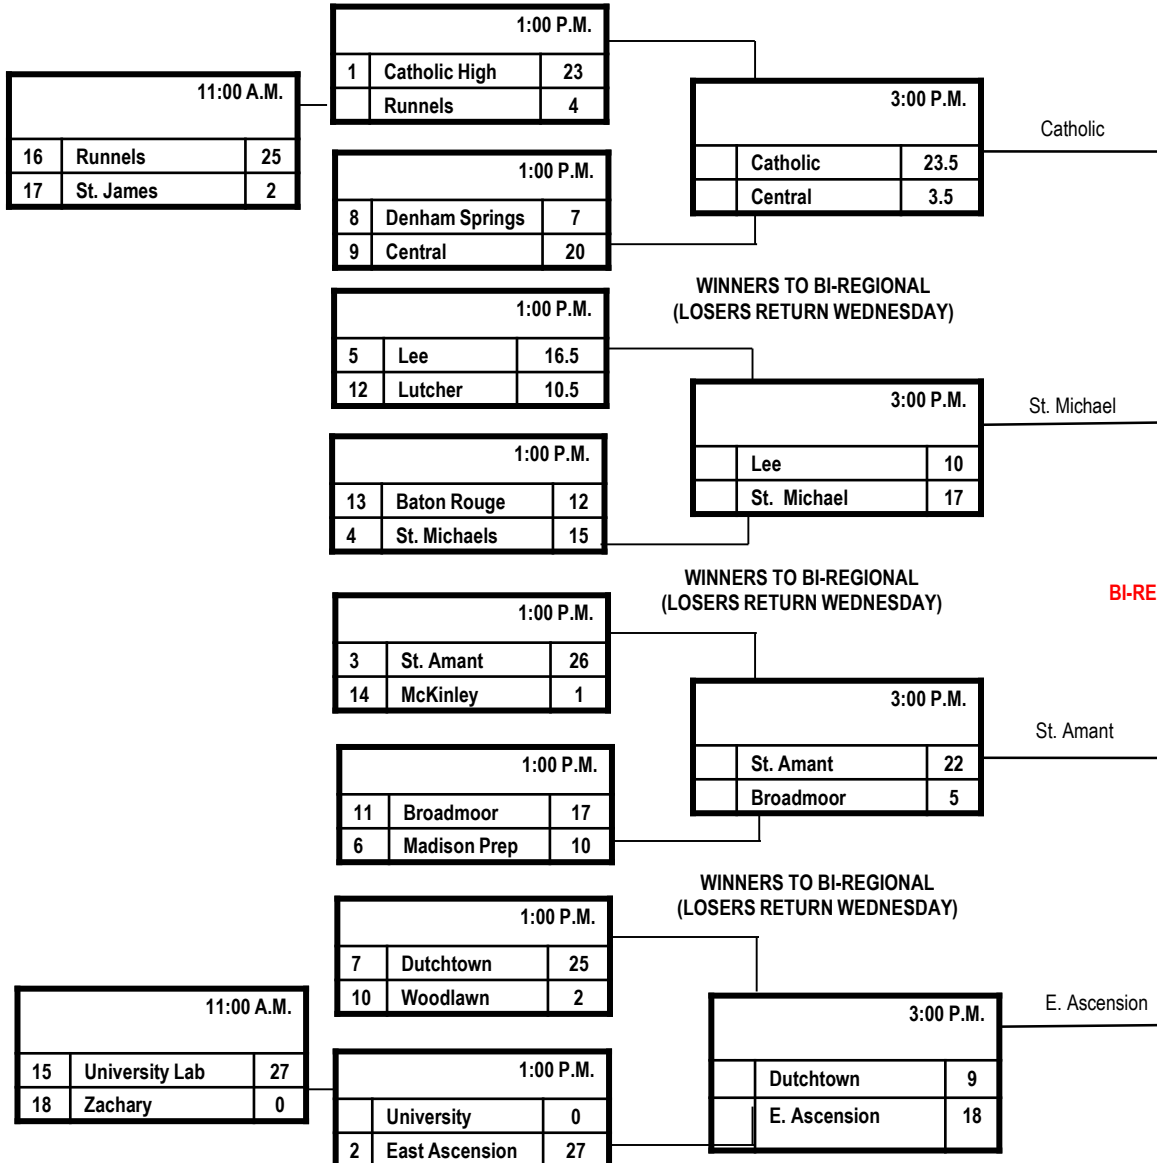 11:00 A.M.
16 Runnels 25
17 St. James 2
1:00 P.M.
1 Catholic High 23
Runnels 4
1:00 P.M.
8 Denham Springs 7
9 Central 20
3:00 P.M.
Catholic 23.5
Central 3.5
Catholic
WINNERS TO BI-REGIONAL
(LOSERS RETURN WEDNESDAY)
1:00 P.M.
5 Lee 16.5
12 Lutcher 10.5
1:00 P.M.
13 Baton Rouge 12
4 St. Michaels 15
3:00 P.M.
Lee 10
St. Michael 17
St. Michael
WINNERS TO BI-REGIONAL
(LOSERS RETURN WEDNESDAY)
BI-RE
1:00 P.M.
3 St. Amant 26
14 McKinley 1
1:00 P.M.
11 Broadmoor 17
6 Madison Prep 10
3:00 P.M.
St. Amant 22
Broadmoor 5
St. Amant
WINNERS TO BI-REGIONAL
(LOSERS RETURN WEDNESDAY)
1:00 P.M.
7 Dutchtown 25
10 Woodlawn 2
11:00 A.M.
15 University Lab 27
18 Zachary 0
1:00 P.M.
University 0
2 East Ascension 27
3:00 P.M.
Dutchtown 9
E. Ascension 18
E. Ascension